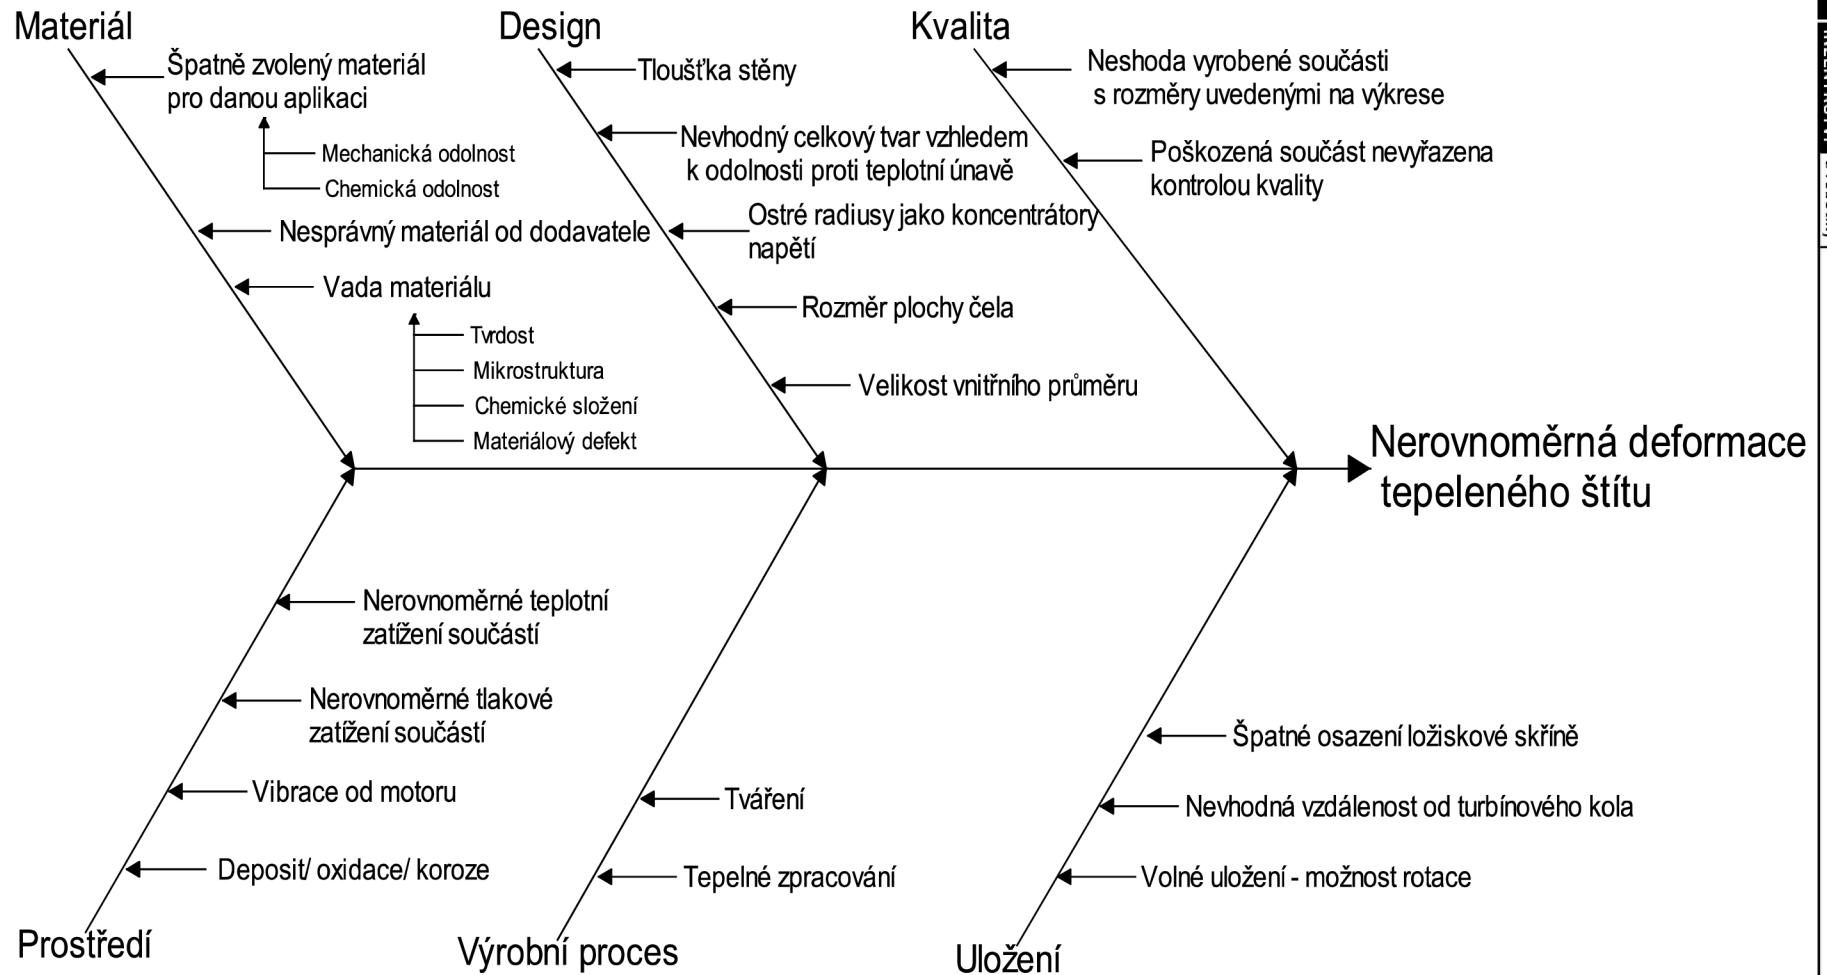 Materiál
Špatně zvolený materiál
pro danou aplikaci
Mechanická odolnost
Chemická odolnost
Nesprávný materiál od dodavatele
Vada materiálu
Tvrdost
Mikrostruktura
Chemické složení
Materiálový defekt
Design
Tloušťka stěny
Nevhodný celkový tvar vzhledem
k odolnosti proti teplotní únavě
Ostré radiusy jako koncentrátory
napětí
Rozměr plochy čela
Velikost vnitřního průměru
Kvalita
Neshoda vyrobené součásti
s rozměry uvedenými na výkrese
Poškozená součást nevyřazena
kontrolou kvality
Nerovnoměrná deformace
tepeleného štítu
Nerovnoměrné teplotní
zatížení součástí
Nerovnoměrné tlakové
zatížení součástí
Vibrace od motoru
Deposit/ oxidace/ koroze
Prostředí
Tváření
Tepelné zpracování
Výrobní proces
Špatné osazení ložiskové skříně
Nevhodná vzdálenost od turbínového kola
Volné uložení - možnost rotace
Uložení